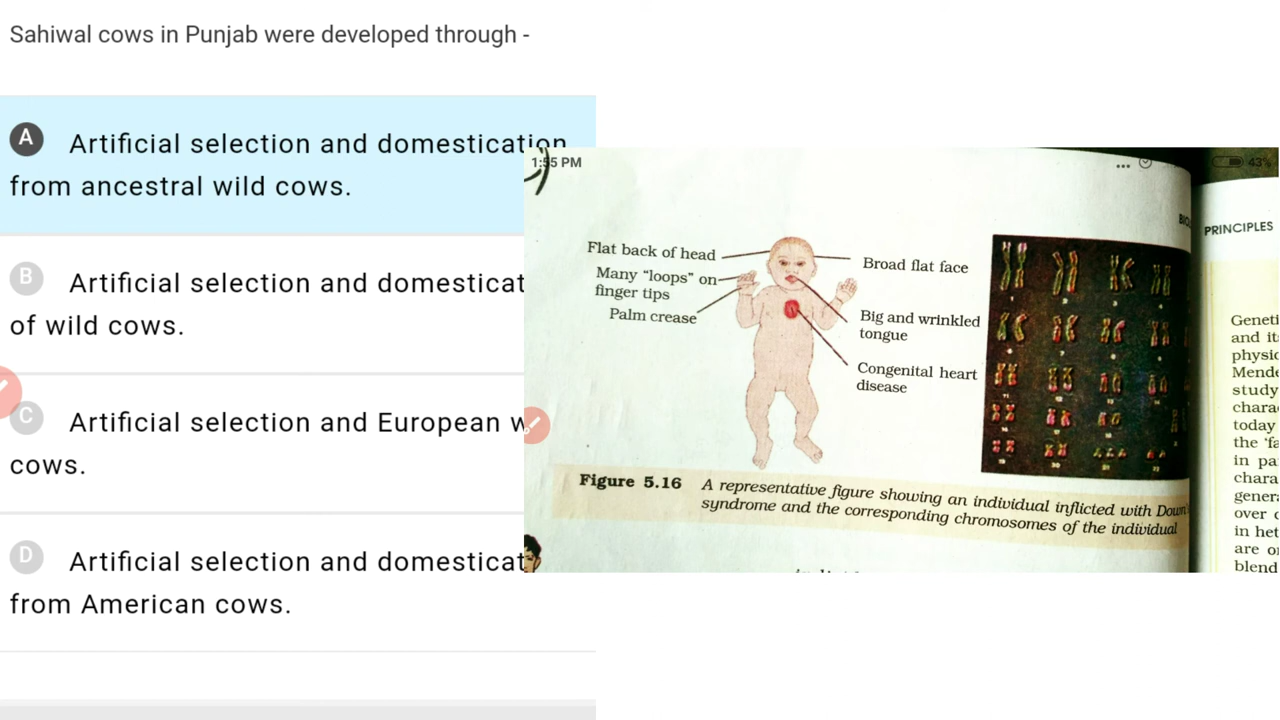 Sahiwal cows in Punjab were developed through -
A Artificial selection and domestication
from ancestral wild cows.
B Artificial selection and domesticat
of wild cows.
C Artificial selection and European w
cows.
D Artificial selection and domesticat
from American cows.
1:55 PM
43%
BIO
PRINCIPLES
Flat back of head
Many “loops” on
finger tips
Palm crease
Broad flat face
Big and wrinkled
tongue
Congenital heart
disease
Figure 5.16 A representative figure showing an individual inflicted with Down's
syndrome and the corresponding chromosomes of the individual
Geneti
and it
physic
Mende
study
chara
today
the ‘fa
in pa
chara
genera
over
in het
are
blend